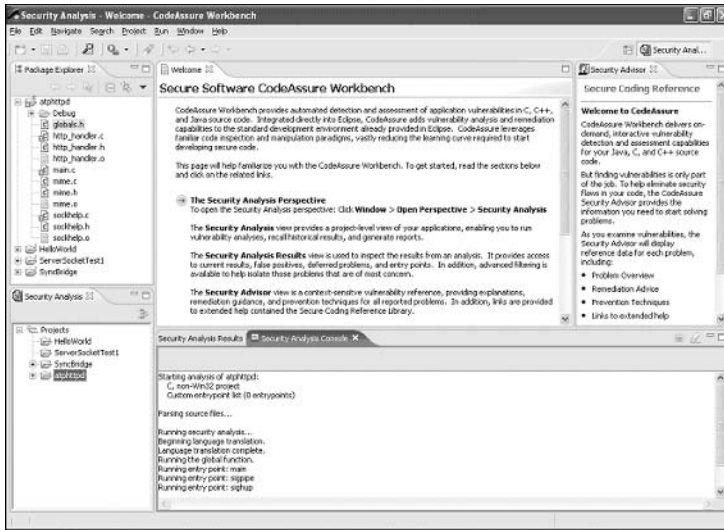 Security Analysis - Welcome - CodeAssure Workbench
File Edit Navigate Search Project Run Window Help
Security Anal...
Package Explorer
atphttpd
Debug
globals.h
http_handler.c
http_handler.h
http_handler.o
main.c
mime.c
mime.h
mime.o
sockhelp.c
sockhelp.h
sockhelp.o
HelloWorld
ServerSocketTest1
SyncBridge
Security Analysis
Projects
HelloWorld
ServerSocketTest1
SyncBridge
atphttpd
Welcome
Secure Software CodeAssure Workbench
CodeAssure Workbench provides automated detection and assessment of application vulnerabilities in C, C++,
and Java source code. Integrated directly into Eclipse, CodeAssure adds vulnerability analysis and remediation
capabilities to the standard development environment already provided in Eclipse. CodeAssure leverages
familiar code inspection and manipulation paradigms, vastly reducing the learning curve required to start
developing secure code.
This page will help familiarize you with the CodeAssure Workbench. To get started, read the sections below
and click on the related links.
The Security Analysis Perspective
To open the Security Analysis perspective: Click Window > Open Perspective > Security Analysis
The Security Analysis view provides a project-level view of your applications, enabling you to run
vulnerability analyses, recall historical results, and generate reports.
The Security Analysis Results view is used to inspect the results from an analysis. It provides access
to current results, false positives, deferred problems, and entry points. In addition, advanced filtering is
available to help isolate those problems that are of most concern.
The Security Advisor view is a context-sensitive vulnerability reference, providing explanations,
remediation guidance, and prevention techniques for all reported problems. In addition, links are provided
to extended help contained the Secure Coding Reference Library.
Security Advisor
Secure Coding Reference
Welcome to CodeAssure
CodeAssure Workbench delivers on-
demand, interactive vulnerability
detection and assessment capabilities
for your Java, C, and C++ source
code.
But finding vulnerabilities is only part
of the job. To help eliminate security
flaws in your code, the CodeAssure
Security Advisor provides the
information you need to start solving
problems.
As you examine vulnerabilities, the
Security Advisor will display
reference data for each problem,
including:
• Problem Overview
• Remediation Advice
• Prevention Techniques
• Links to extended help
Security Analysis Results Security Analysis Console
Starting analysis of atphttpd:
C, non-Win32 project
Custom entrypoint list (0 entrypoints)
Parsing source files...
Running security analysis...
Beginning language translation.
Language translation complete.
Running the global function.
Running entry point: main
Running entry point: sigpipe
Running entry point: sighup